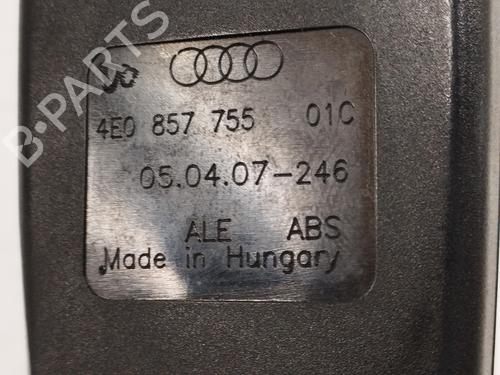 4E0 857 755 01C
05.04.07-246
ALE ABS
Made in Hungary
B-PARTS